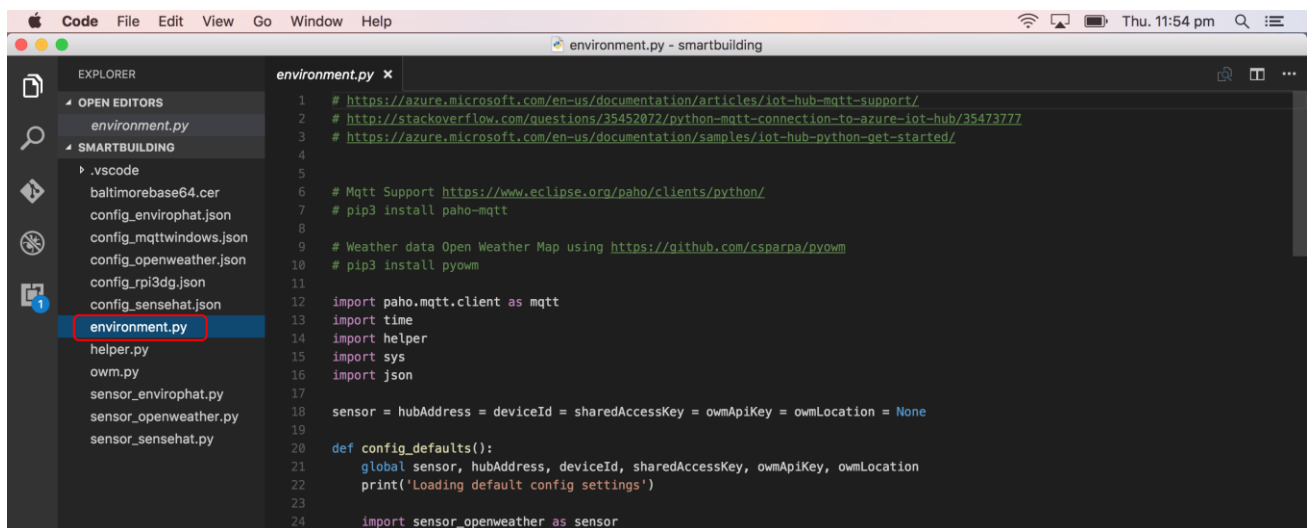 Code File Edit View Go Window Help Thu. 11:54 pm
environment.py - smartbuilding
EXPLORER
OPEN EDITORS
environment.py
SMARTBUILDING
.vscode
baltimorebase64.cer
config_envirophat.json
config_mqttwindows.json
config_openweather.json
config_rpi3dg.json
config_sensehat.json
environment.py
helper.py
owm.py
sensor_envirophat.py
sensor_openweather.py
sensor_sensehat.py
1
environment.py ×
1 # https://azure.microsoft.com/en-us/documentation/articles/iot-hub-mqtt-support/
2 # http://stackoverflow.com/questions/35452072/python-mqtt-connection-to-azure-iot-hub/35473777
3 # https://azure.microsoft.com/en-us/documentation/samples/iot-hub-python-get-started/
4
5
6 # Mqtt Support https://www.eclipse.org/paho/clients/python/
7 # pip3 install paho-mqtt
8
9 # Weather data Open Weather Map using https://github.com/csparpa/pyowm
10 # pip3 install pyowm
11
12 import paho.mqtt.client as mqtt
13 import time
14 import helper
15 import sys
16 import json
17
18 sensor = hubAddress = deviceId = sharedAccessKey = owmApiKey = owmLocation = None
19
20 def config_defaults():
21 global sensor, hubAddress, deviceId, sharedAccessKey, owmApiKey, owmLocation
22 print('Loading default config settings')
23
24 import sensor_openweather as sensor